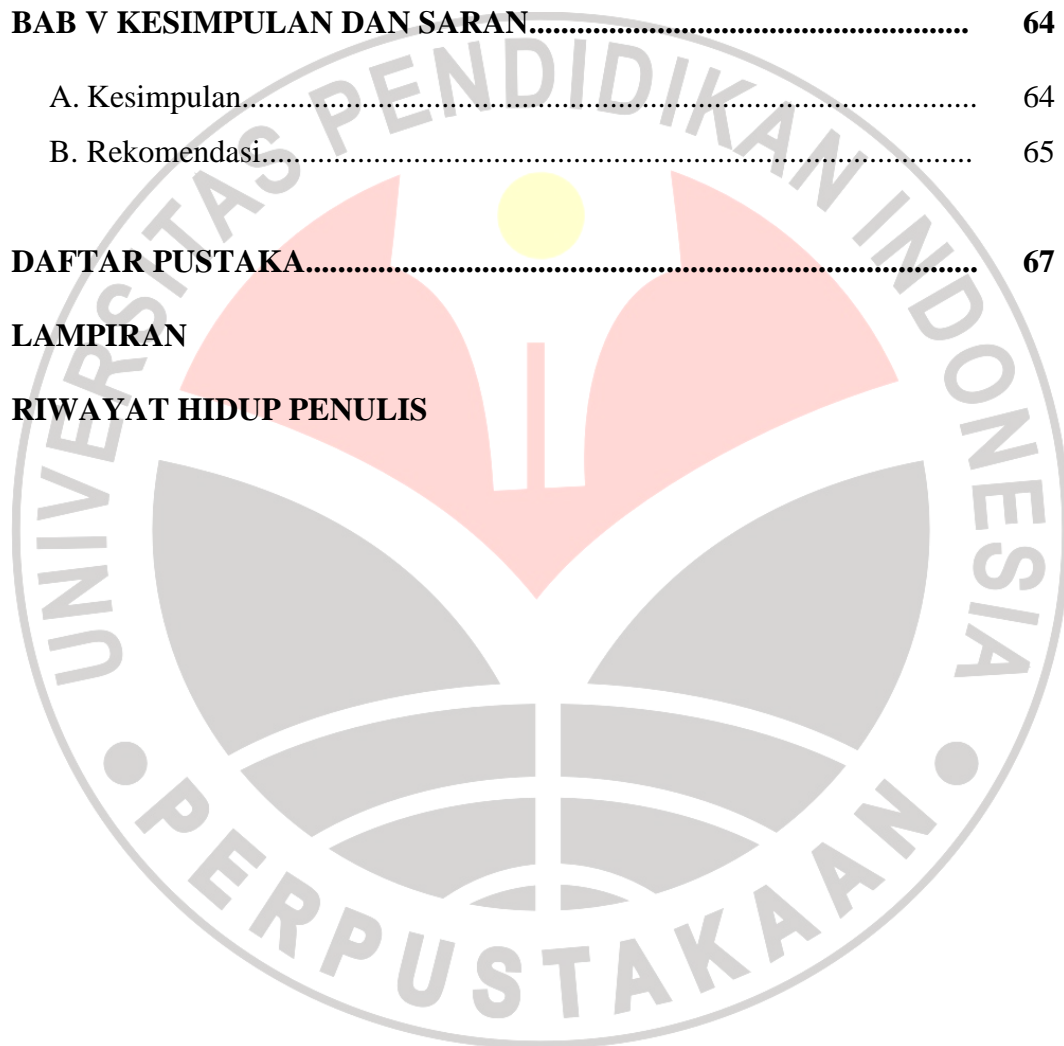 BAB V KESIMPULAN DAN SARAN....................................................... 64
A. Kesimpulan............................................................................................ 64
B. Rekomendasi......................................................................................... 65
DAFTAR PUSTAKA.................................................................................... 67
LAMPIRAN
RIWAYAT HIDUP PENULIS
UNIVERSITAS PENDIDIKAN INDONESIA
PERPUSTAKAAN